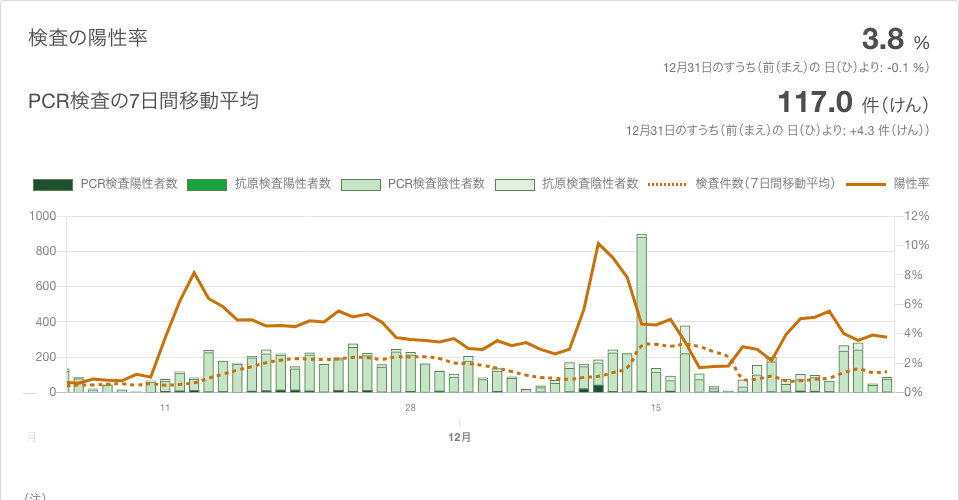 検査の陽性率
3.8 %
12月31日のすうち（前（まえ）の 日（ひ）より: -0.1 %）
PCR検査の7日間移動平均
117.0 件（けん）
12月31日のすうち（前（まえ）の 日（ひ）より: +4.3 件（けん））
PCR検査陽性者数 抗原検査陽性者数 PCR検査陰性者数 抗原検査陰性者数 検査件数（7日間移動平均） 陽性率
1000 12%
10%
800
8%
600
6%
400
4%
200
2%
0 0%
11 28 15
月 12月
（注）